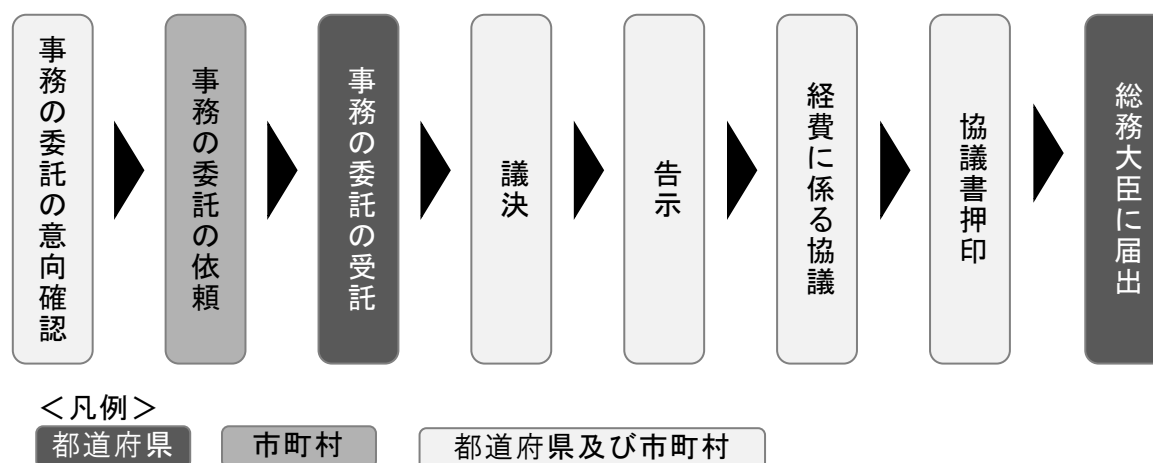 事務の委託の意向確認
事務の委託の依頼
事務の委託の受託
議決
告示
経費に係る協議
協議書押印
総務大臣に届出
＜凡例＞
都道府県
市町村
都道府県及び市町村